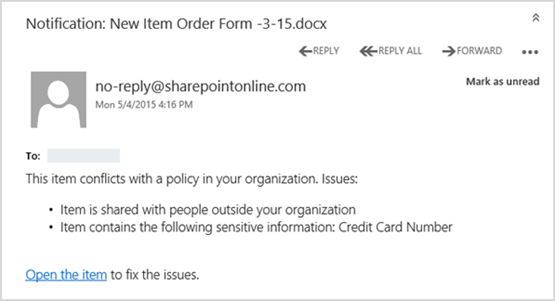 Notification: New Item Order Form -3-15.docx
REPLY REPLY ALL FORWARD •••
no-reply@sharepointonline.com Mark as unread
Mon 5/4/2015 4:16 PM
To:
This item conflicts with a policy in your organization. Issues:
• Item is shared with people outside your organization
• Item contains the following sensitive information: Credit Card Number
Open the item to fix the issues.